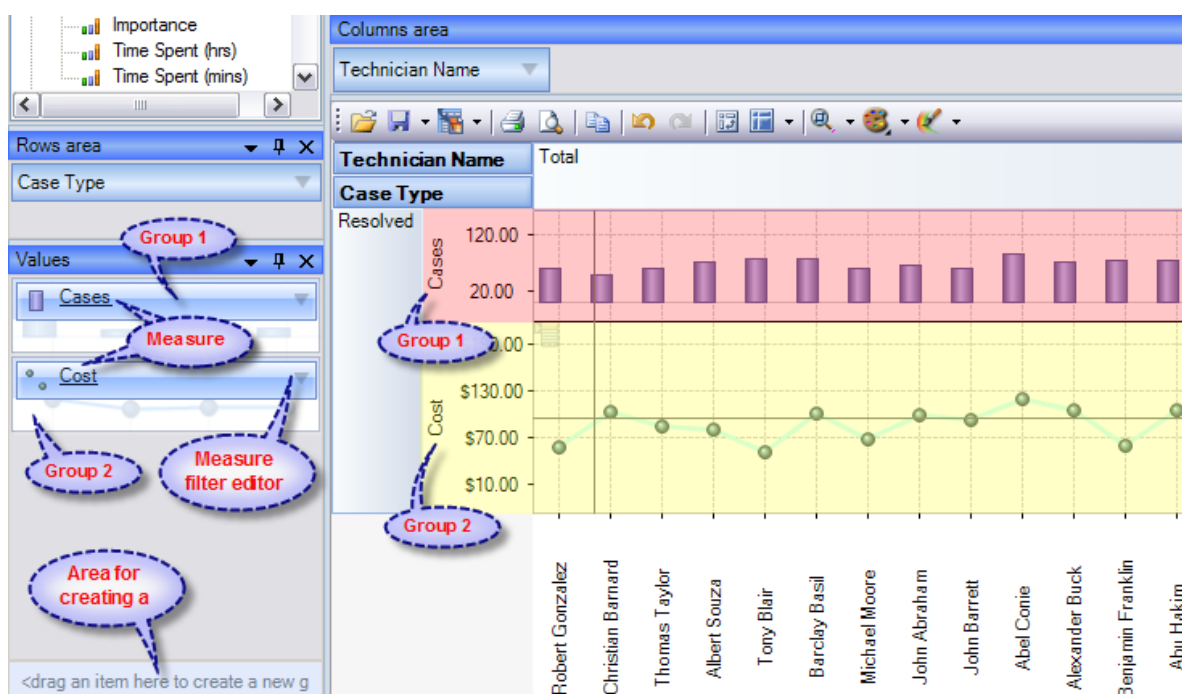 Importance
Time Spent (hrs)
Time Spent (mins)
Columns area
Technician Name
Rows area
Case Type
Group 1
Values
Cases
Measure
Cost
Group 2
Measure
filter editor
Area for
creating a
<drag an item here to create a new g
Technician Name
Total
Case Type
Resolved
Cases
120.00
20.00
Group 1
0.00
Cost
$130.00
$70.00
$10.00
Group 2
Robert Gonzalez
Christian Barnard
Thomas Taylor
Albert Souza
Tony Blair
Barclay Basil
Michael Moore
John Abraham
John Barrett
Abel Conie
Alexander Buck
Benjamin Franklin
Abu Hakim